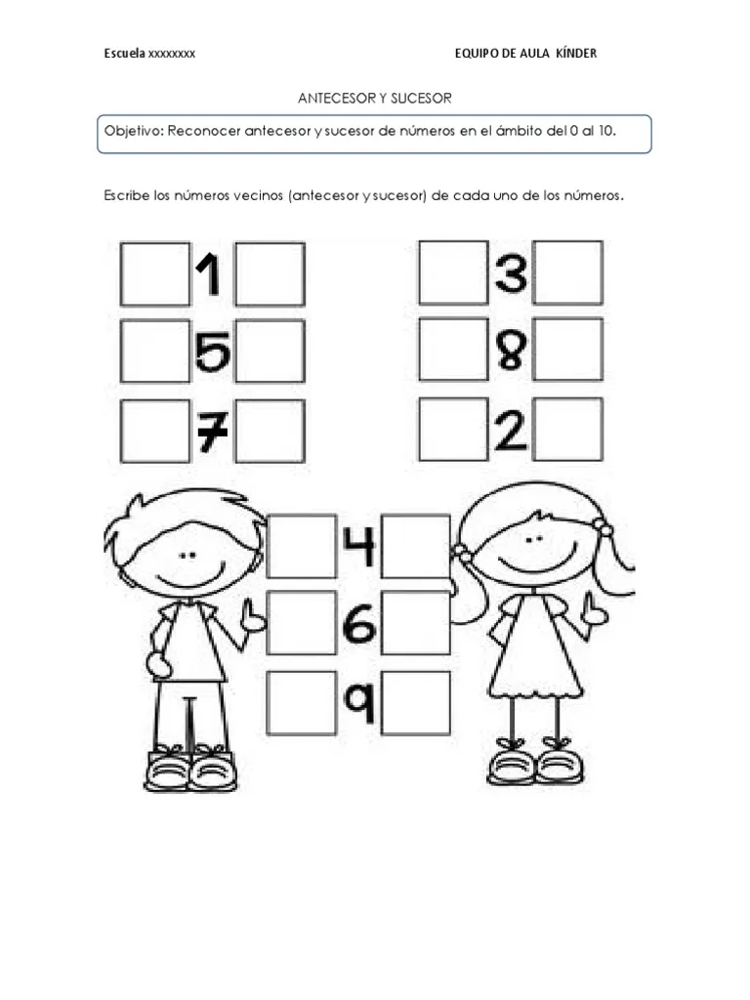 Escuela xxxxxxxx EQUIPO DE AULA KÍNDER
ANTECESOR Y SUCESOR
Objetivo: Reconocer antecesor y sucesor de números en el ámbito del 0 al 10.
Escribe los números vecinos (antecesor y sucesor) de cada uno de los números.
1 3
5 8
7 2
4
6
9